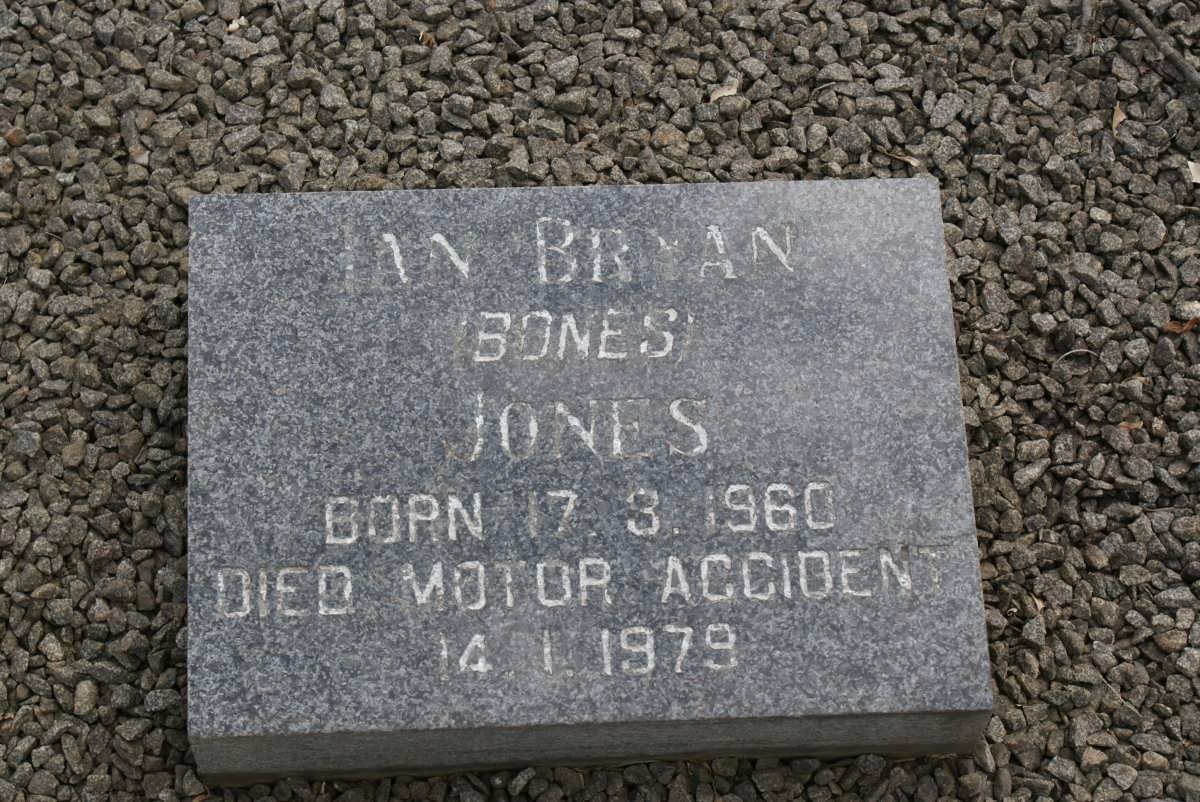 IAN BRYAN
(BONES)
JONES
BORN 17. 3. 1960
DIED MOTOR ACCIDENT
14. 1. 1979